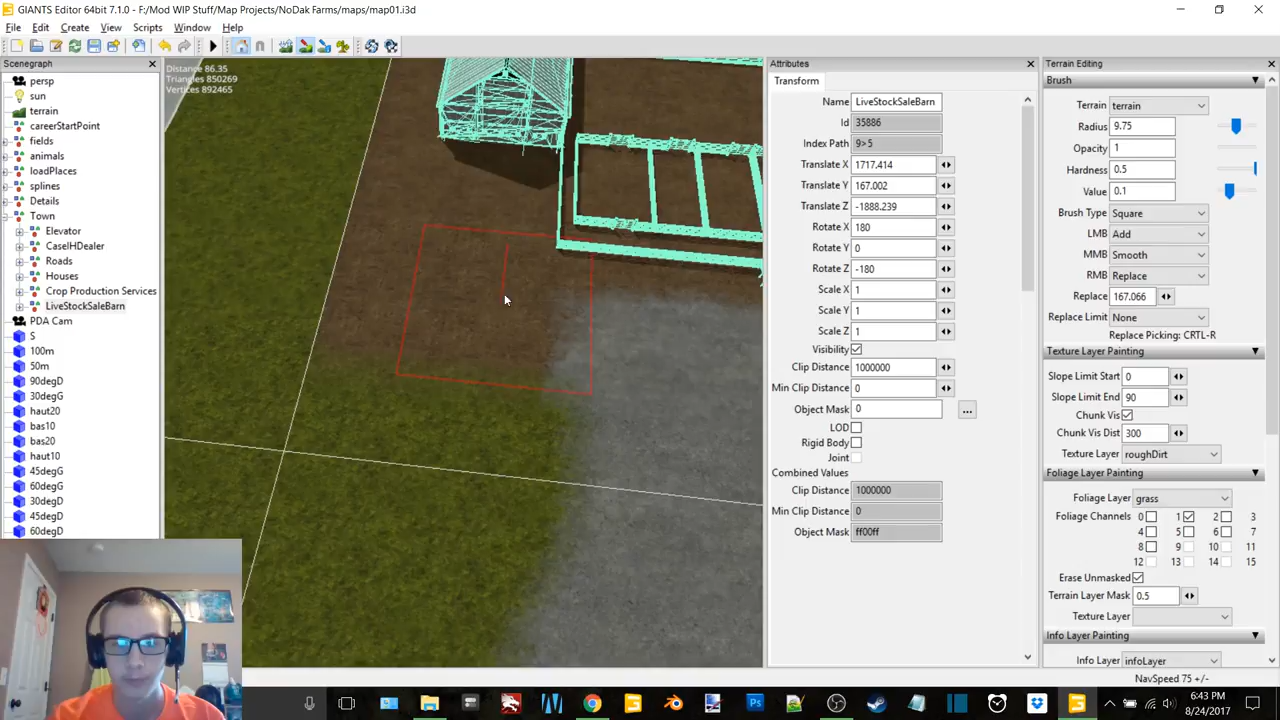 GIANTS Editor 64bit 7.1.0 - F:/Mod WIP Stuff/Map Projects/NoDak Farms/maps/map01.i3d
File Edit Create View Scripts Window Help
Scenegraph
persp
sun
terrain
careerStartPoint
fields
animals
loadPlaces
splines
Details
Town
Elevator
CaseIHDealer
Roads
Houses
Crop Production Services
LiveStockSaleBarn
PDA Cam
S
100m
50m
90degD
30degG
haut20
bas10
bas20
haut10
45degG
60degG
30degD
45degD
60degD
Distance 86.35
Triangles 850269
Vertices 892465
Attributes
Transform
Name LiveStockSaleBarn
Id 35886
Index Path 9>5
Translate X 1717.414
Translate Y 167.002
Translate Z -1888.239
Rotate X 180
Rotate Y 0
Rotate Z -180
Scale X 1
Scale Y 1
Scale Z 1
Visibility
Clip Distance 1000000
Min Clip Distance 0
Object Mask 0 ...
LOD
Rigid Body
Joint
Combined Values
Clip Distance 1000000
Min Clip Distance 0
Object Mask ff00ff
Terrain Editing
Brush
Terrain terrain
Radius 9.75
Opacity 1
Hardness 0.5
Value 0.1
Brush Type Square
LMB Add
MMB Smooth
RMB Replace
Replace 167.066
Replace Limit None
Replace Picking: CRTL-R
Texture Layer Painting
Slope Limit Start 0
Slope Limit End 90
Chunk Vis
Chunk Vis Dist 300
Texture Layer roughDirt
Foliage Layer Painting
Foliage Layer grass
Foliage Channels 0 1 2 3
4 5 6 7
8 9 10 11
12 13 14 15
Erase Unmasked
Terrain Layer Mask 0.5
Texture Layer
Info Layer Painting
Info Layer infoLayer
NavSpeed 75 +/-
6:43 PM
8/24/2017